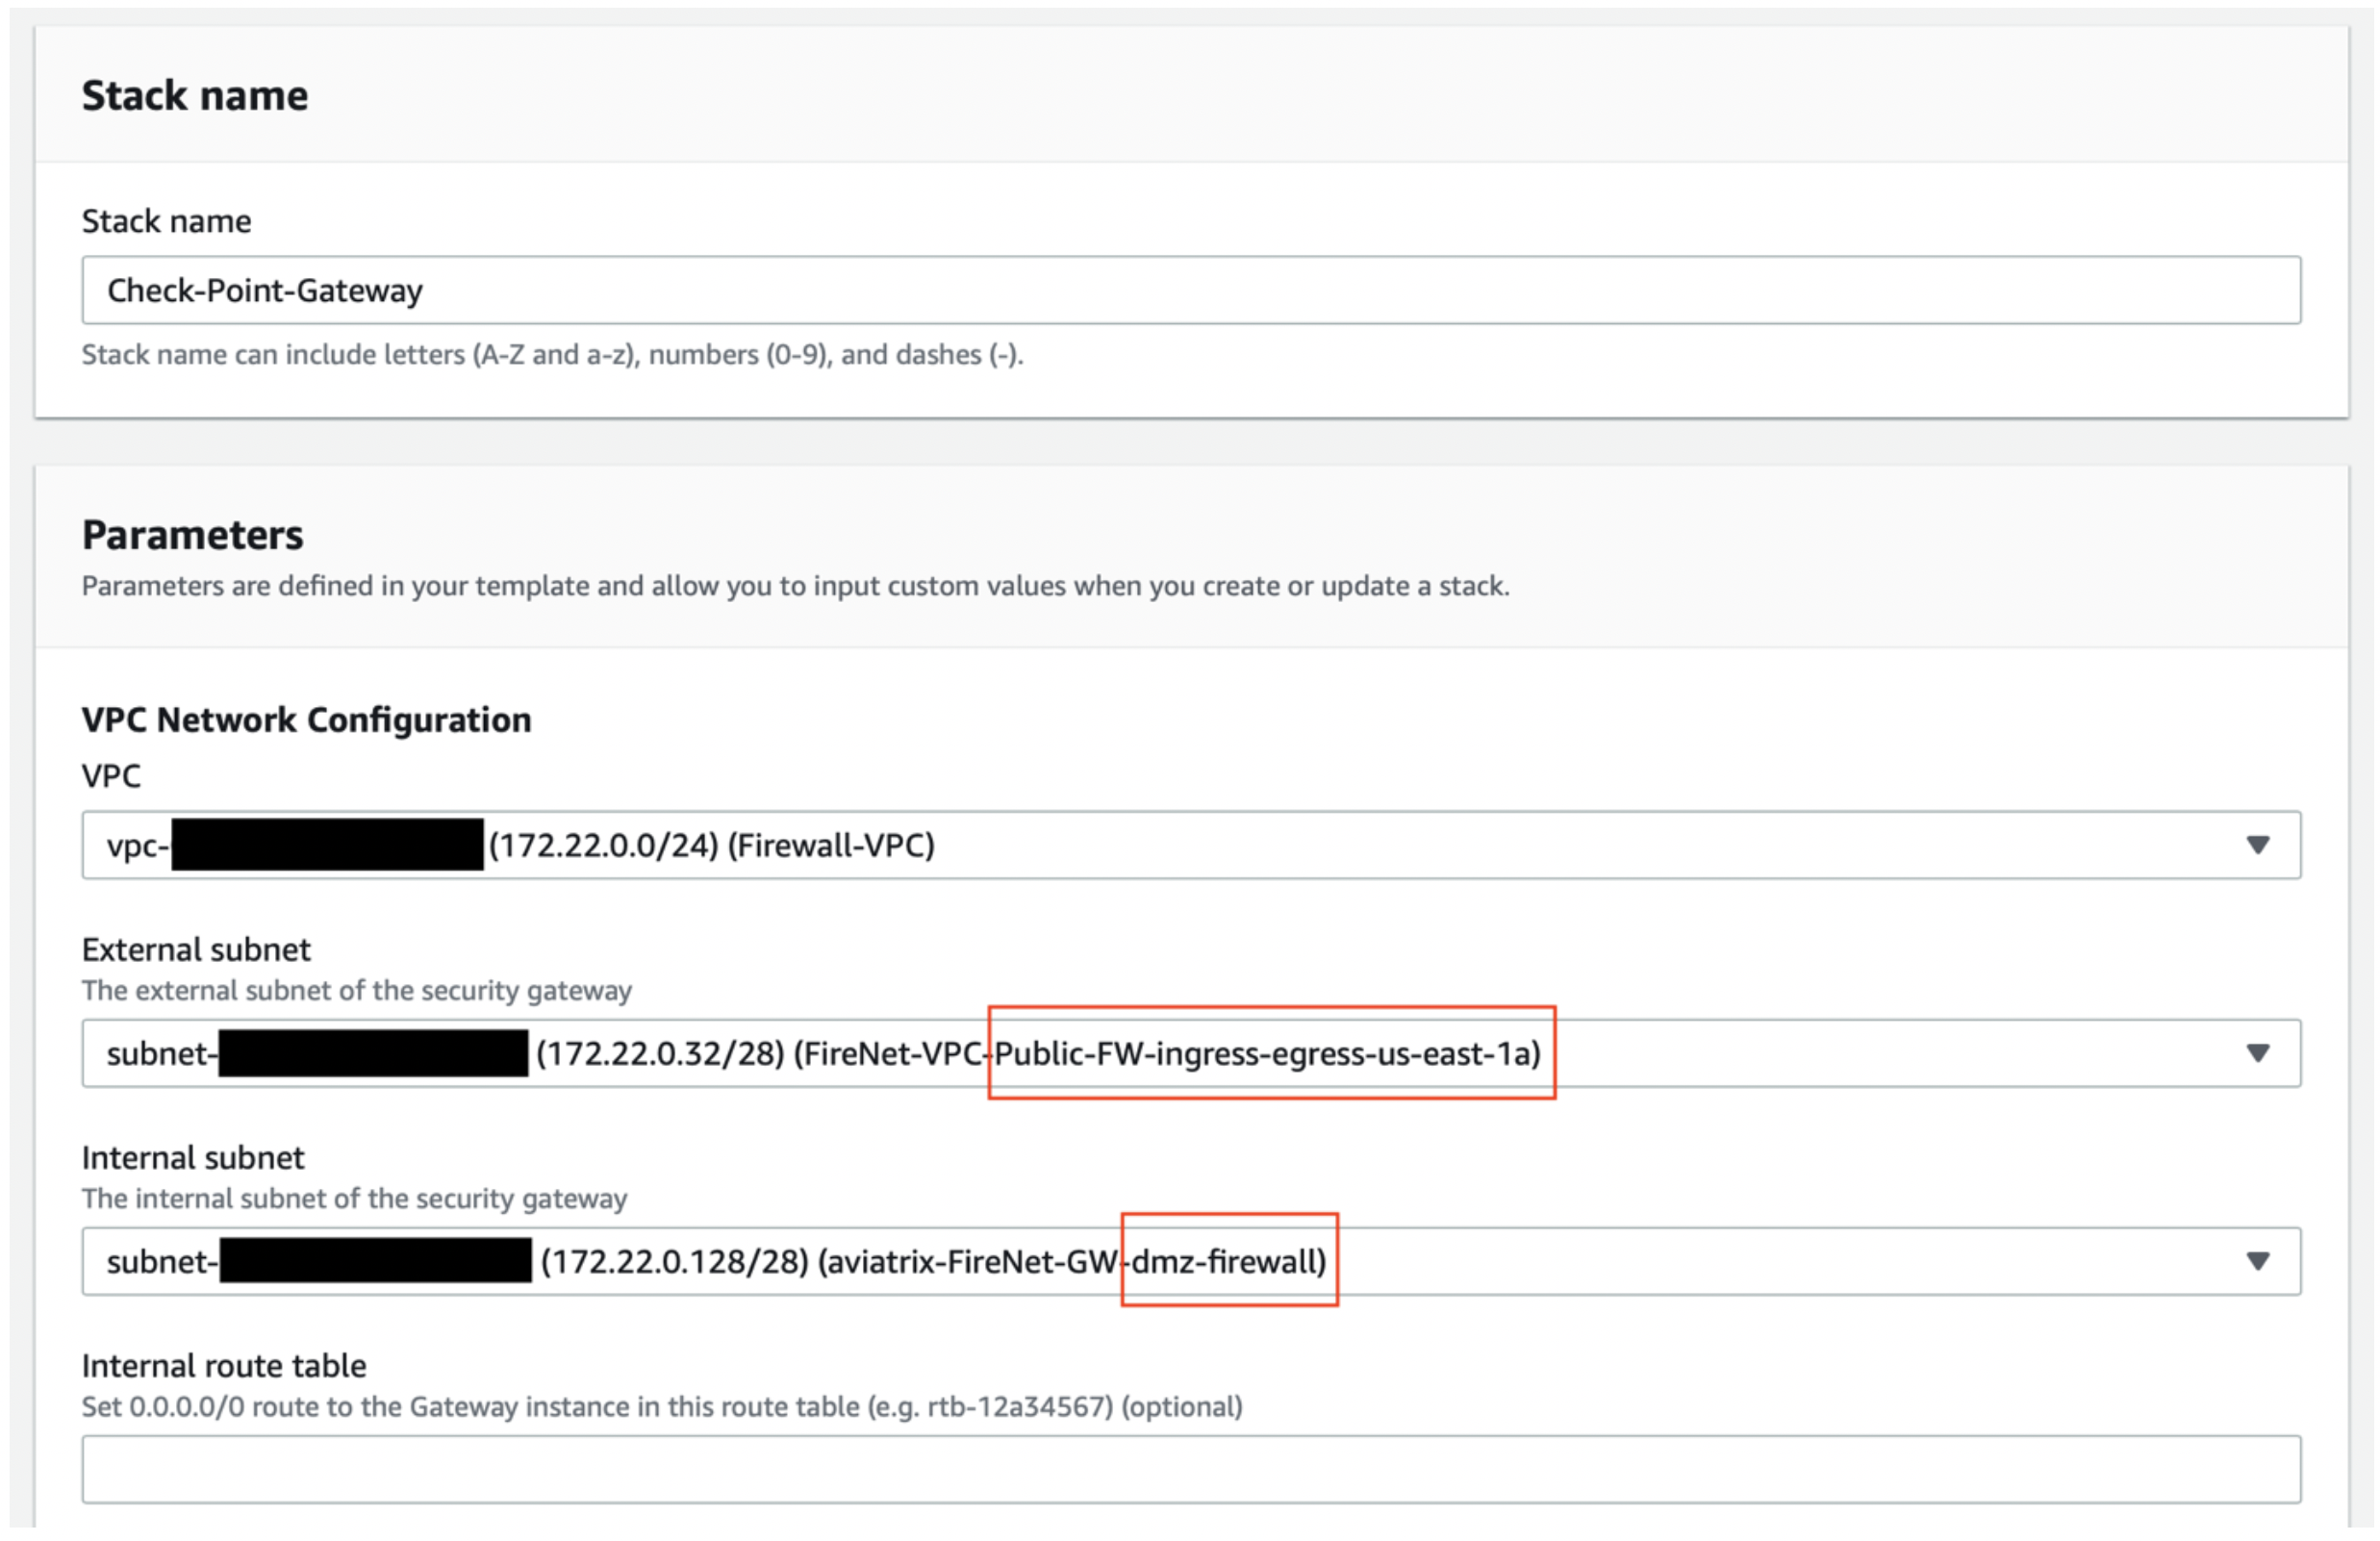 Stack name
Stack name
Check-Point-Gateway
Stack name can include letters (A-Z and a-z), numbers (0-9), and dashes (-).
Parameters
Parameters are defined in your template and allow you to input custom values when you create or update a stack.
VPC Network Configuration
VPC
vpc- (172.22.0.0/24) (Firewall-VPC)
External subnet
The external subnet of the security gateway
subnet- (172.22.0.32/28) (FireNet-VPC-Public-FW-ingress-egress-us-east-1a)
Internal subnet
The internal subnet of the security gateway
subnet- (172.22.0.128/28) (aviatrix-FireNet-GW-dmz-firewall)
Internal route table
Set 0.0.0.0/0 route to the Gateway instance in this route table (e.g. rtb-12a34567) (optional)